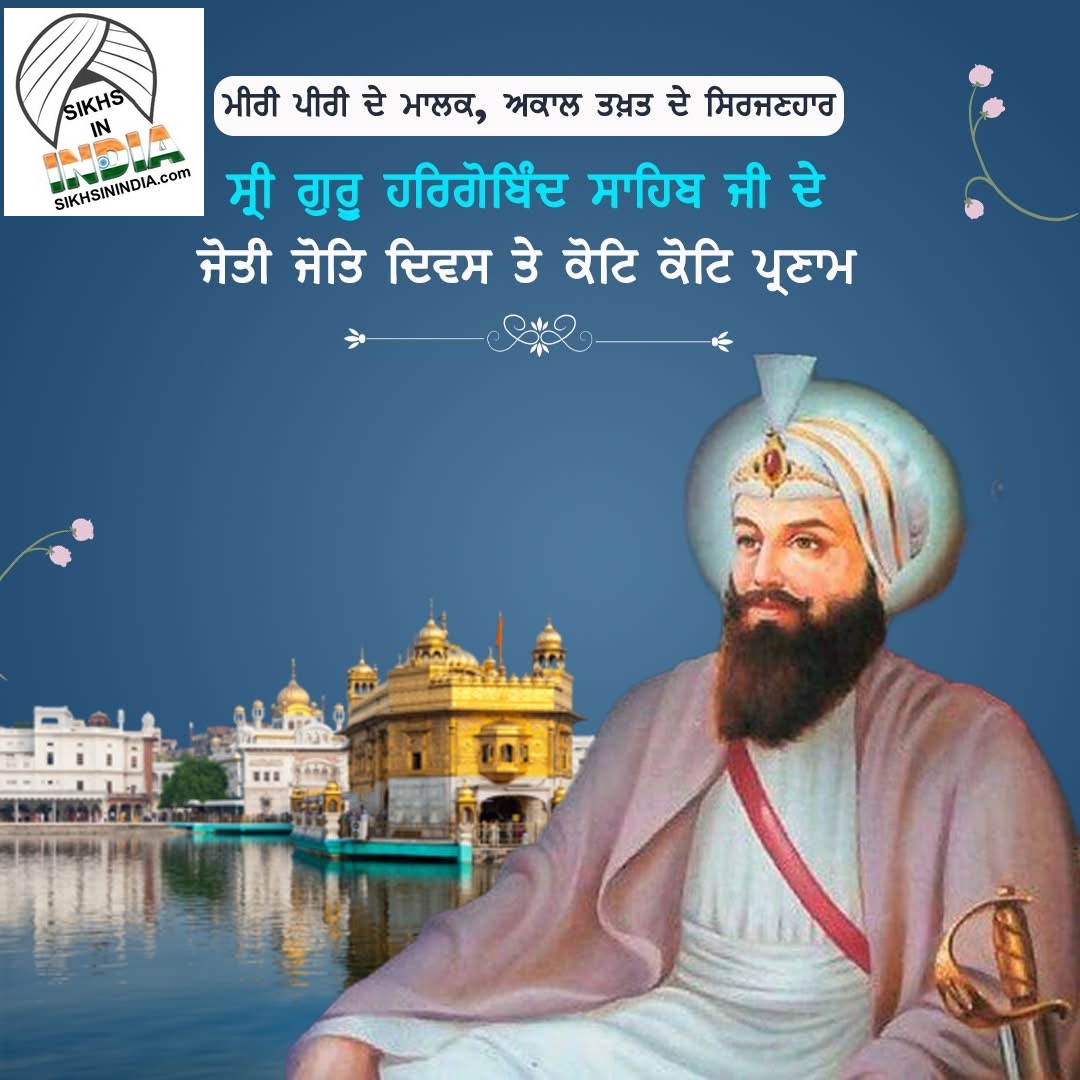 SIKHS
IN
INDIA
SIKHSININDIA.com
ਮੀਰੀ ਪੀਰੀ ਦੇ ਮਾਲਕ, ਅਕਾਲ ਤਖ਼ਤ ਦੇ ਸਿਰਜਣਹਾਰ
ਸ੍ਰੀ ਗੁਰੂ ਹਰਿਗੋਬਿੰਦ ਸਾਹਿਬ ਜੀ ਦੇ
ਜੋਤੀ ਜੋਤਿ ਦਿਵਸ ਤੇ ਕੋਟਿ ਕੋਟਿ ਪ੍ਰਣਾਮ